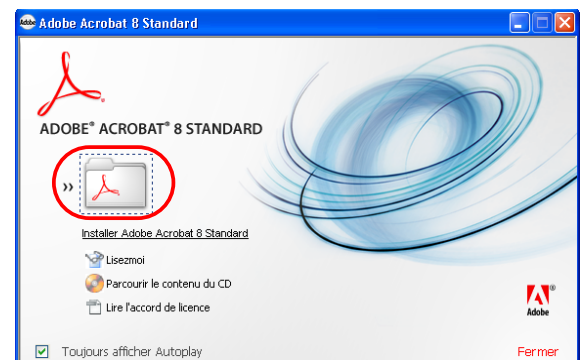 Adobe Adobe Acrobat 8 Standard
ADOBE® ACROBAT® 8 STANDARD
››
Installer Adobe Acrobat 8 Standard
Lisezmoi
Parcourir le contenu du CD
Lire l'accord de licence
Adobe
Toujours afficher Autoplay
Fermer